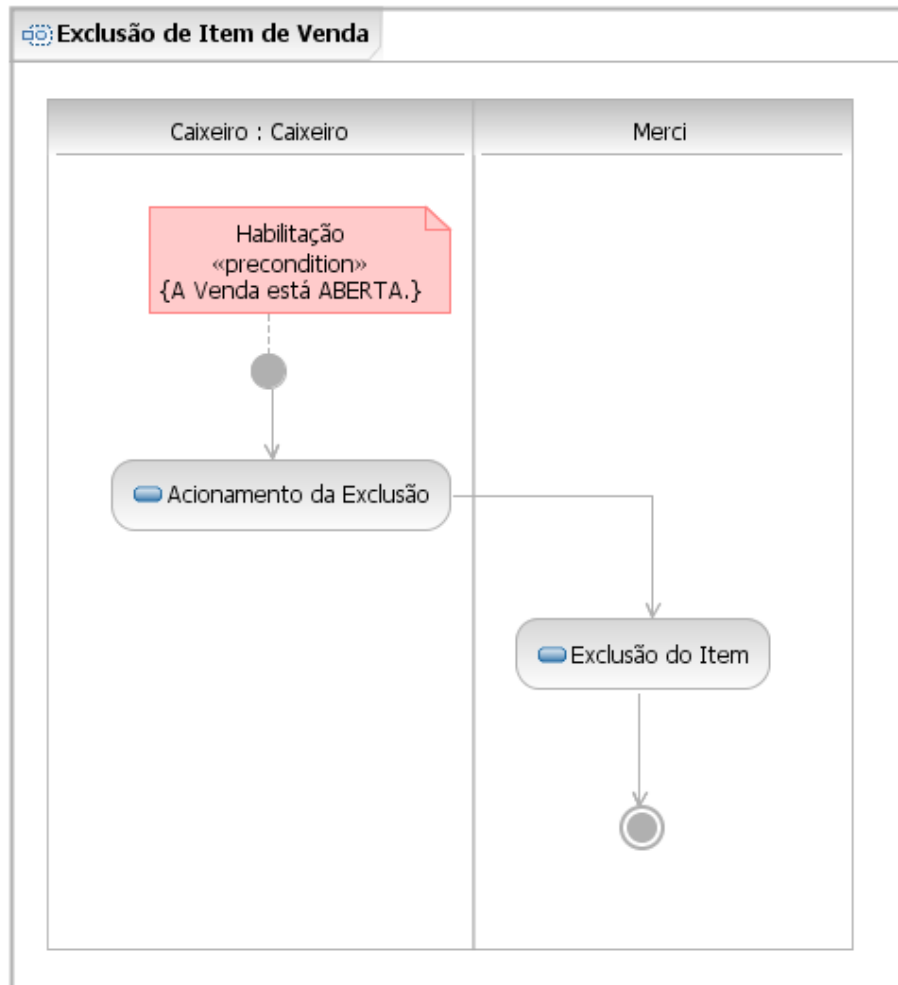 Exclusão de Item de Venda
Caixeiro : Caixeiro
Merci
Habilitação
«precondition»
{A Venda está ABERTA.}
Acionamento da Exclusão
Exclusão do Item